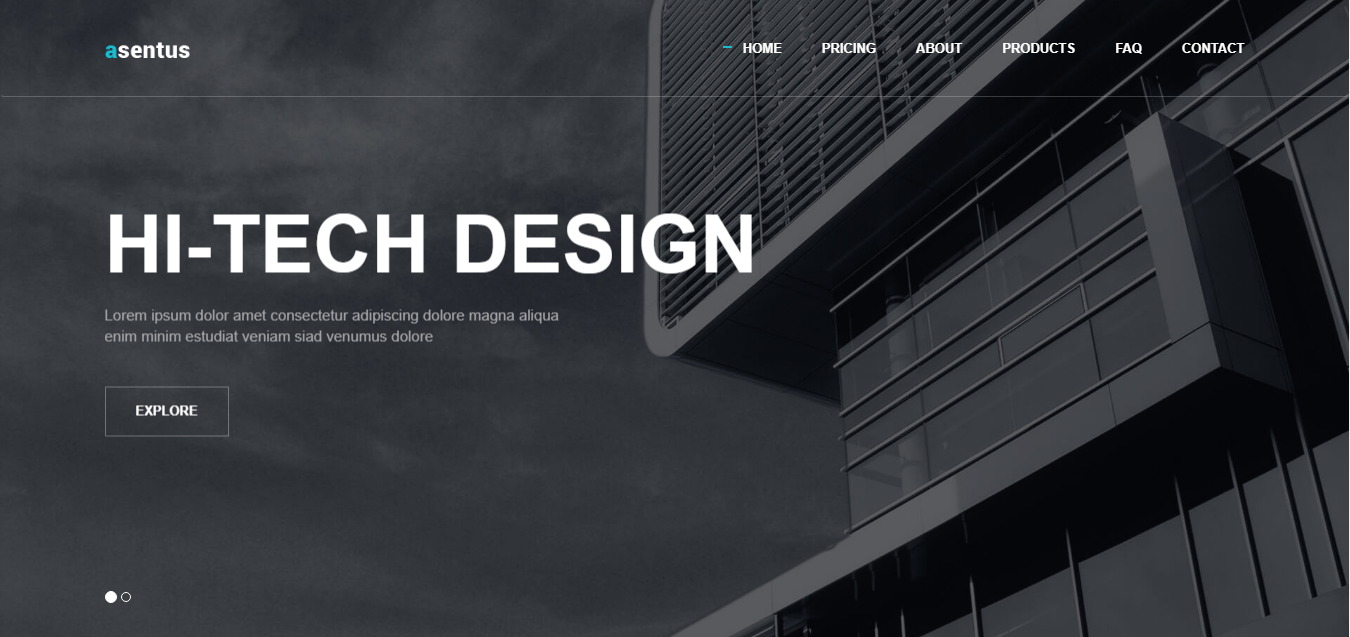 asentus
HOME PRICING ABOUT PRODUCTS FAQ CONTACT
HI-TECH DESIGN
Lorem ipsum dolor amet consectetur adipiscing dolore magna aliqua
enim minim estudiat veniam siad venumus dolore
EXPLORE